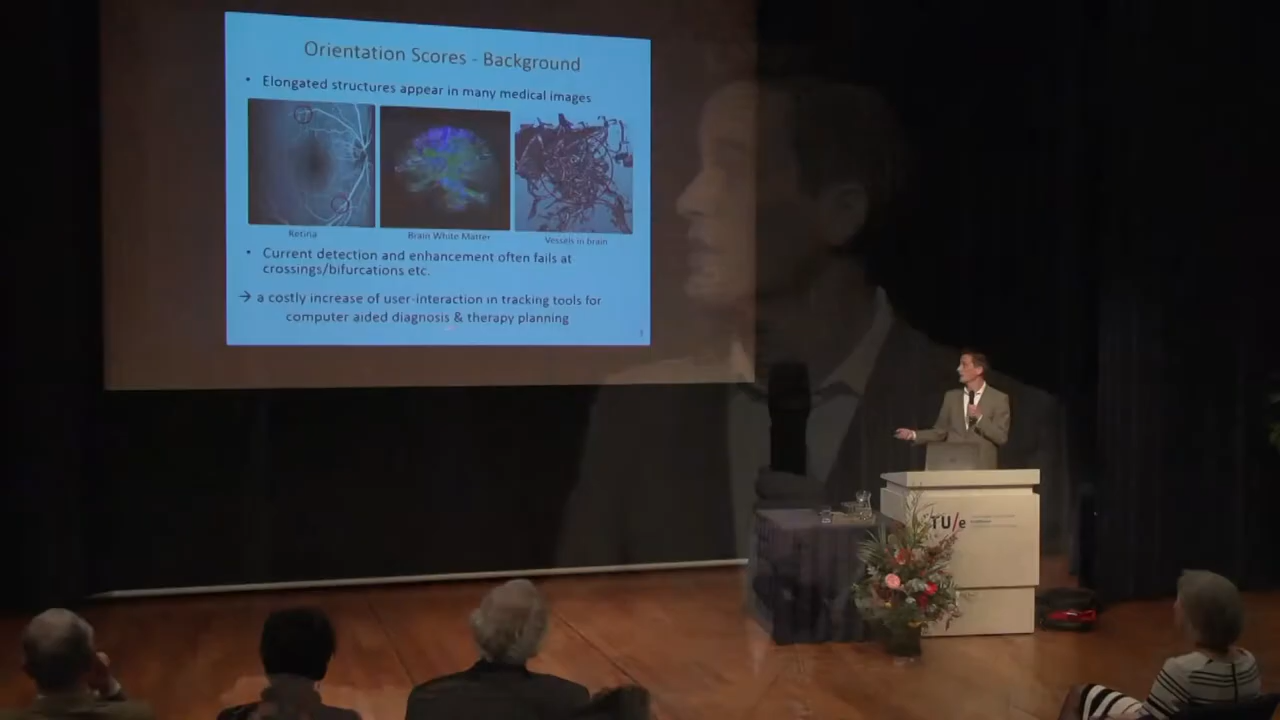 Orientation Scores - Background
• Elongated structures appear in many medical images
Retina
Brain White Matter
Vessels in brain
• Current detection and enhancement often fails at
crossings/bifurcations etc.
→ a costly increase of user-interaction in tracking tools for
computer aided diagnosis & therapy planning
TU/e